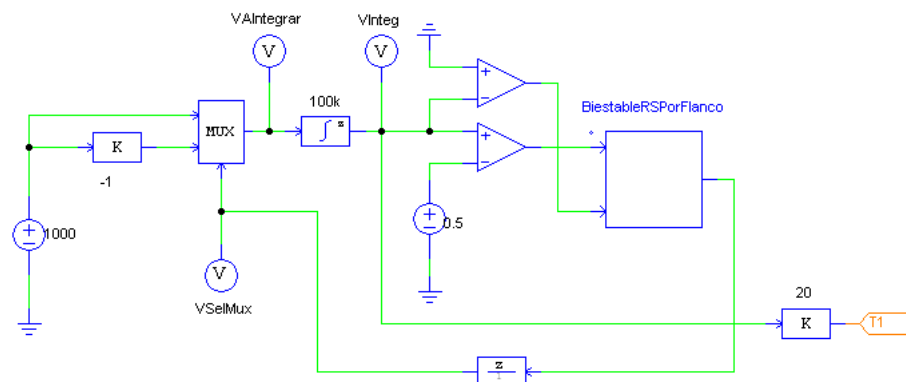 VAIntegrar
VInteg
V
V
100k
BiestableRSPorFlanco
MUX
∫ z
K
-1
+
−
+
−
1000
0.5
V
VSelMux
20
K
T1
z